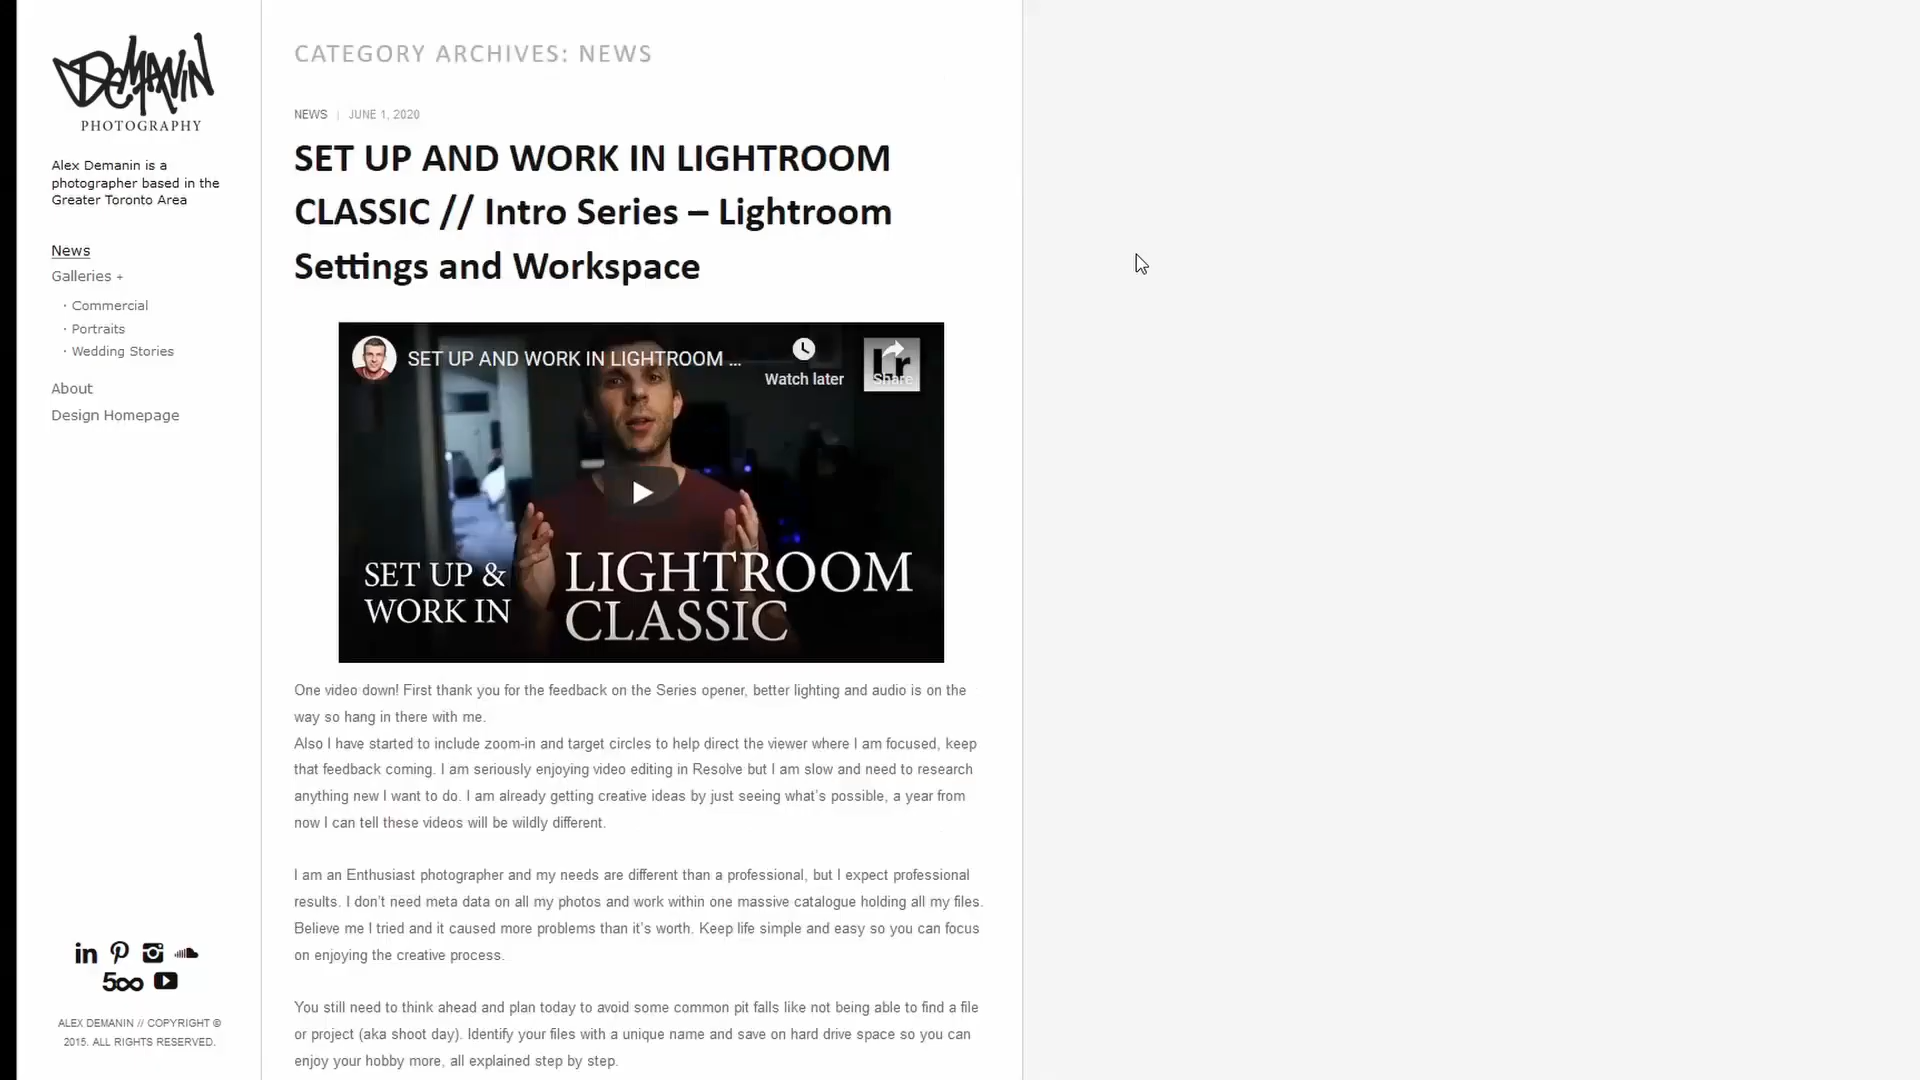 DEMANIN
PHOTOGRAPHY
Alex Demanin is a
photographer based in the
Greater Toronto Area
News
Galleries +
· Commercial
· Portraits
· Wedding Stories
About
Design Homepage
in
500
ALEX DEMANIN // COPYRIGHT ©
2015. ALL RIGHTS RESERVED.
CATEGORY ARCHIVES: NEWS
NEWS | JUNE 1, 2020
SET UP AND WORK IN LIGHTROOM
CLASSIC // Intro Series – Lightroom
Settings and Workspace
SET UP AND WORK IN LIGHTROOM ...
Watch later
Share
Lr
SET UP &
WORK IN
LIGHTROOM
CLASSIC
One video down! First thank you for the feedback on the Series opener, better lighting and audio is on the
way so hang in there with me.
Also I have started to include zoom-in and target circles to help direct the viewer where I am focused, keep
that feedback coming. I am seriously enjoying video editing in Resolve but I am slow and need to research
anything new I want to do. I am already getting creative ideas by just seeing what’s possible, a year from
now I can tell these videos will be wildly different.
I am an Enthusiast photographer and my needs are different than a professional, but I expect professional
results. I don’t need meta data on all my photos and work within one massive catalogue holding all my files.
Believe me I tried and it caused more problems than it’s worth. Keep life simple and easy so you can focus
on enjoying the creative process.
You still need to think ahead and plan today to avoid some common pit falls like not being able to find a file
or project (aka shoot day). Identify your files with a unique name and save on hard drive space so you can
enjoy your hobby more, all explained step by step.